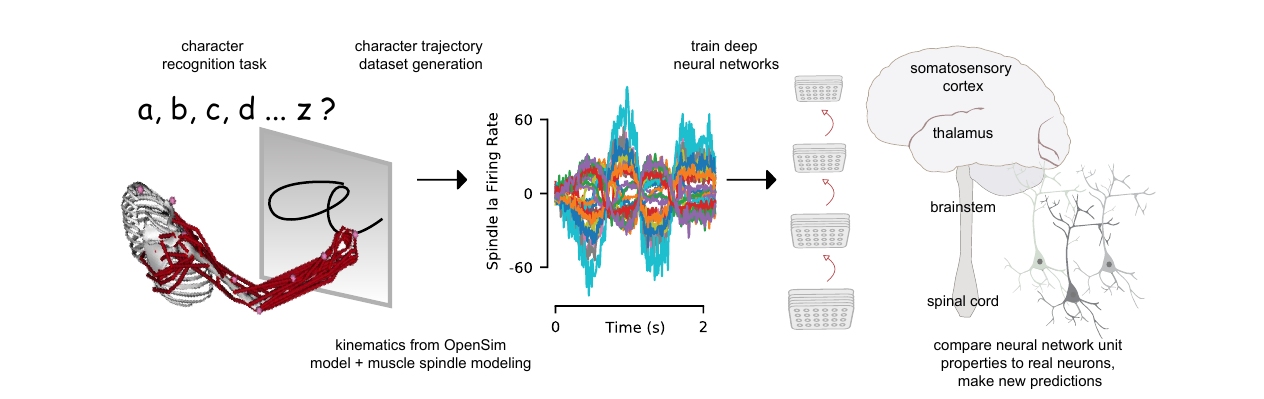 character
recognition task
character trajectory
dataset generation
train deep
neural networks
a, b, c, d ... z ?
Spindle Ia Firing Rate
60
0
-60
0
2
Time (s)
kinematics from OpenSim
model + muscle spindle modeling
somatosensory
cortex
thalamus
brainstem
spinal cord
compare neural network unit
properties to real neurons,
make new predictions